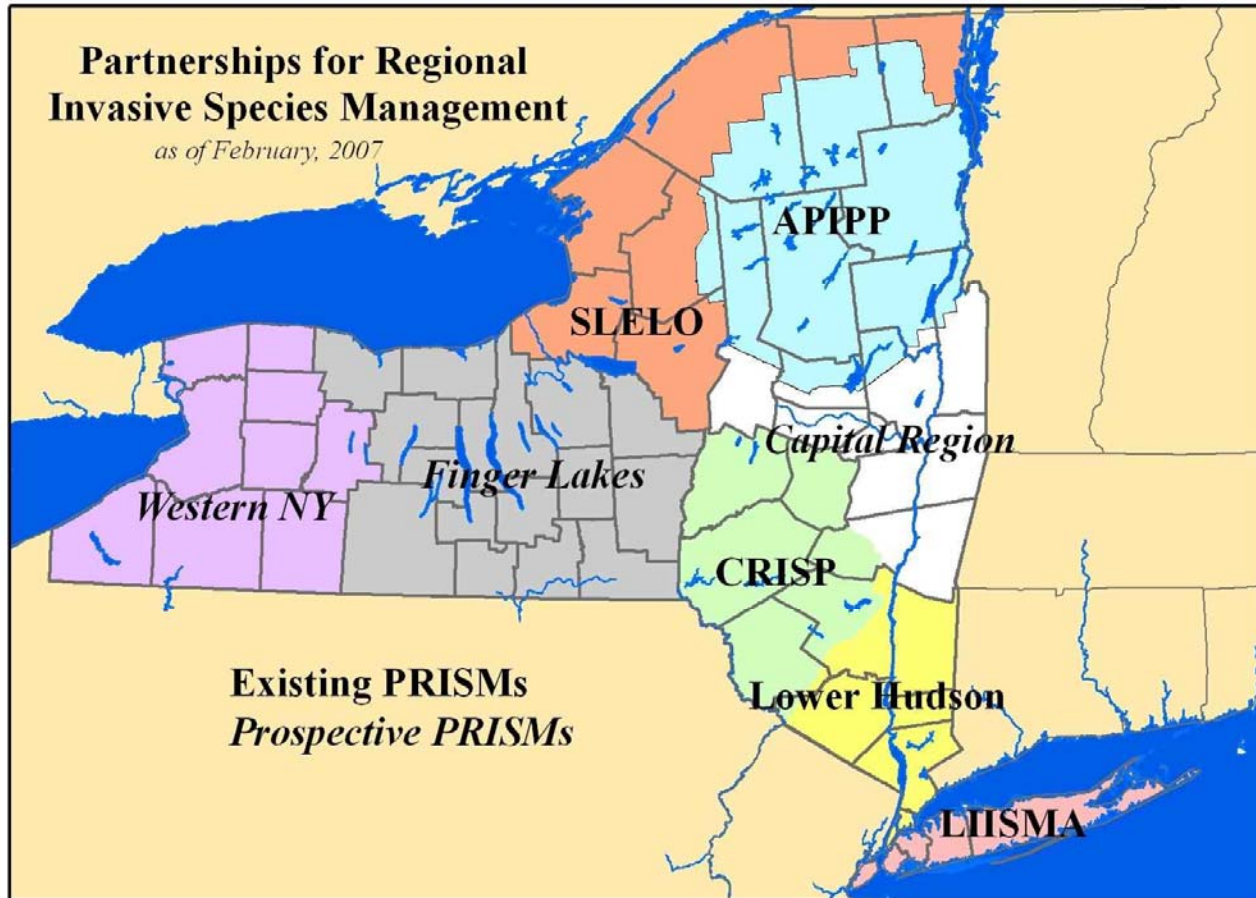 Partnerships for Regional
Invasive Species Management
as of February, 2007
APIPP
SLELO
Capital Region
Finger Lakes
Western NY
CRISP
Existing PRISMs
Prospective PRISMs
Lower Hudson
LIISMA